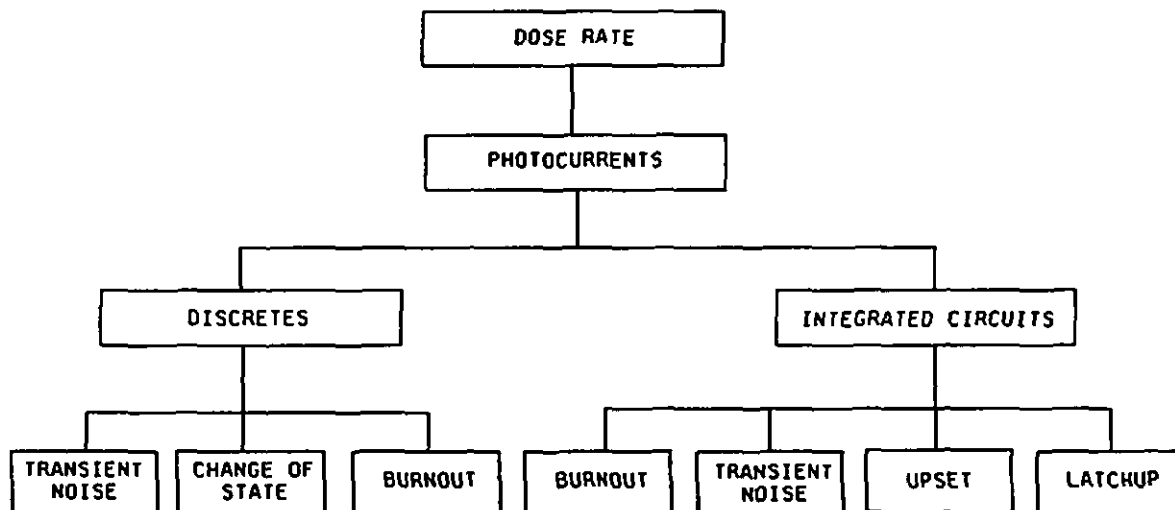 DOSE RATE
PHOTOCURRENTS
DISCRETES
INTEGRATED CIRCUITS
TRANSIENT
NOISE
CHANGE OF
STATE
BURNOUT
BURNOUT
TRANSIENT
NOISE
UPSET
LATCHUP